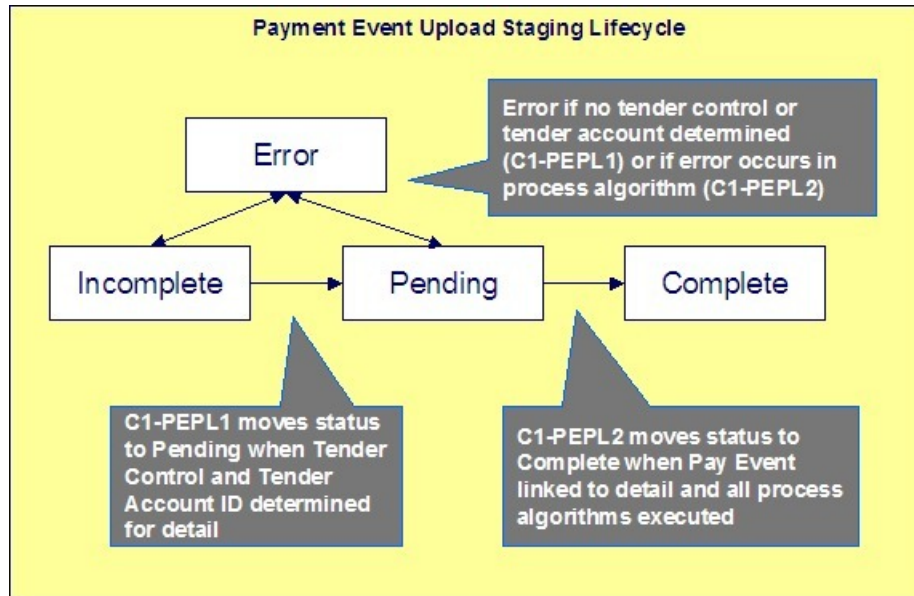 Payment Event Upload Staging Lifecycle
Error if no tender control or
tender account determined
(C1-PEPL1) or if error occurs in
process algorithm (C1-PEPL2)
Error
Incomplete
Pending
Complete
C1-PEPL1 moves status
to Pending when Tender
Control and Tender
Account ID determined
for detail
C1-PEPL2 moves status to
Complete when Pay Event
linked to detail and all process
algorithms executed